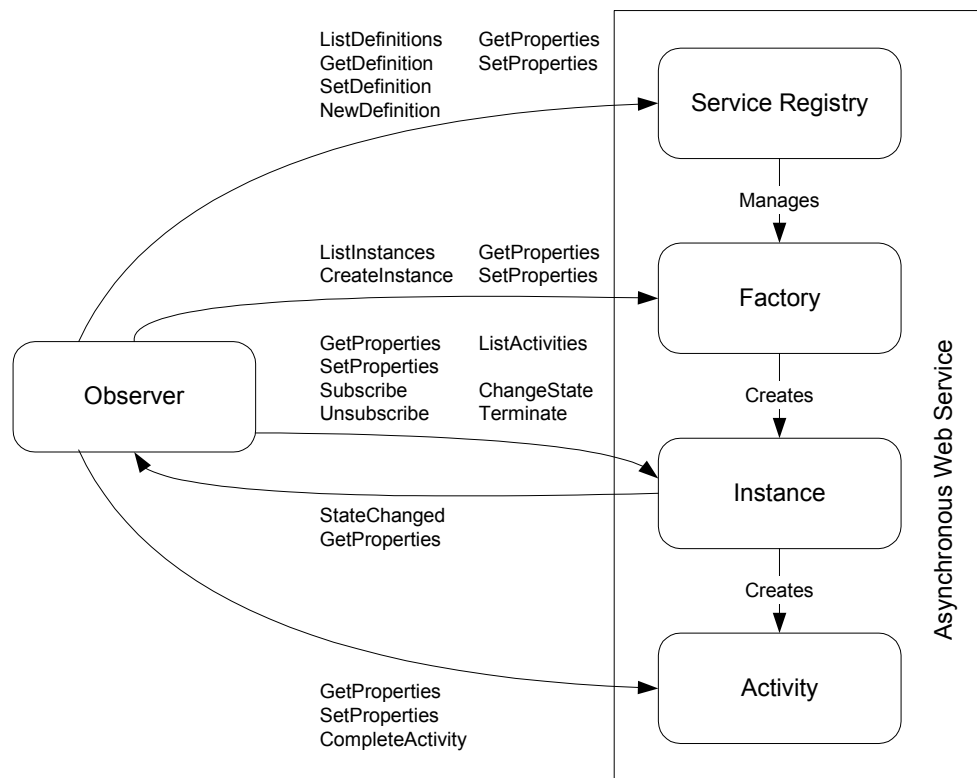 ListDefinitions GetProperties
GetDefinition SetProperties
SetDefinition
NewDefinition
Service Registry
Manages
ListInstances GetProperties
CreateInstance SetProperties
Factory
GetProperties ListActivities
SetProperties
Subscribe ChangeState
Unsubscribe Terminate
Observer
Creates
Instance
StateChanged
GetProperties
Creates
GetProperties
SetProperties
CompleteActivity
Activity
Asynchronous Web Service